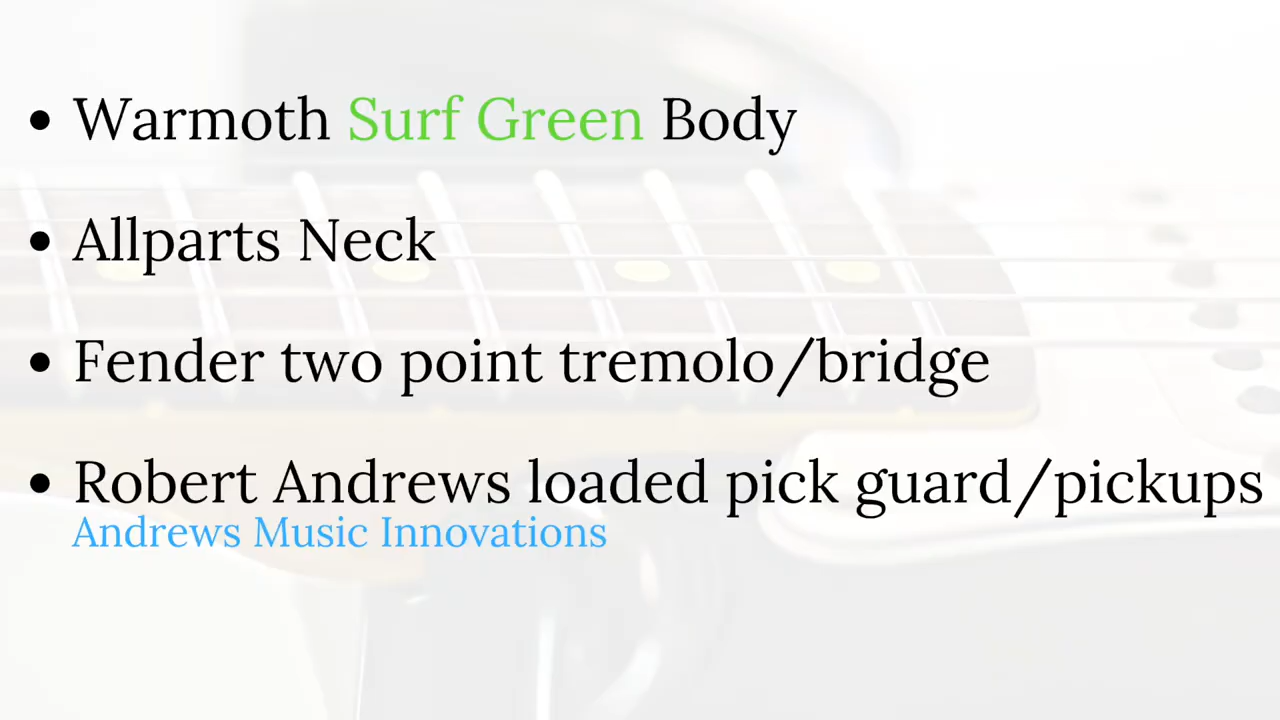 • Warmoth Surf Green Body
• Allparts Neck
• Fender two point tremolo/bridge
• Robert Andrews loaded pick guard/pickups
Andrews Music Innovations